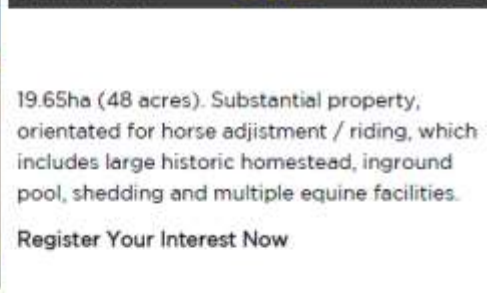 19.65ha (48 acres). Substantial property,
orientated for horse adjistment / riding, which
includes large historic homestead, inground
pool, shedding and multiple equine facilities.
Register Your Interest Now